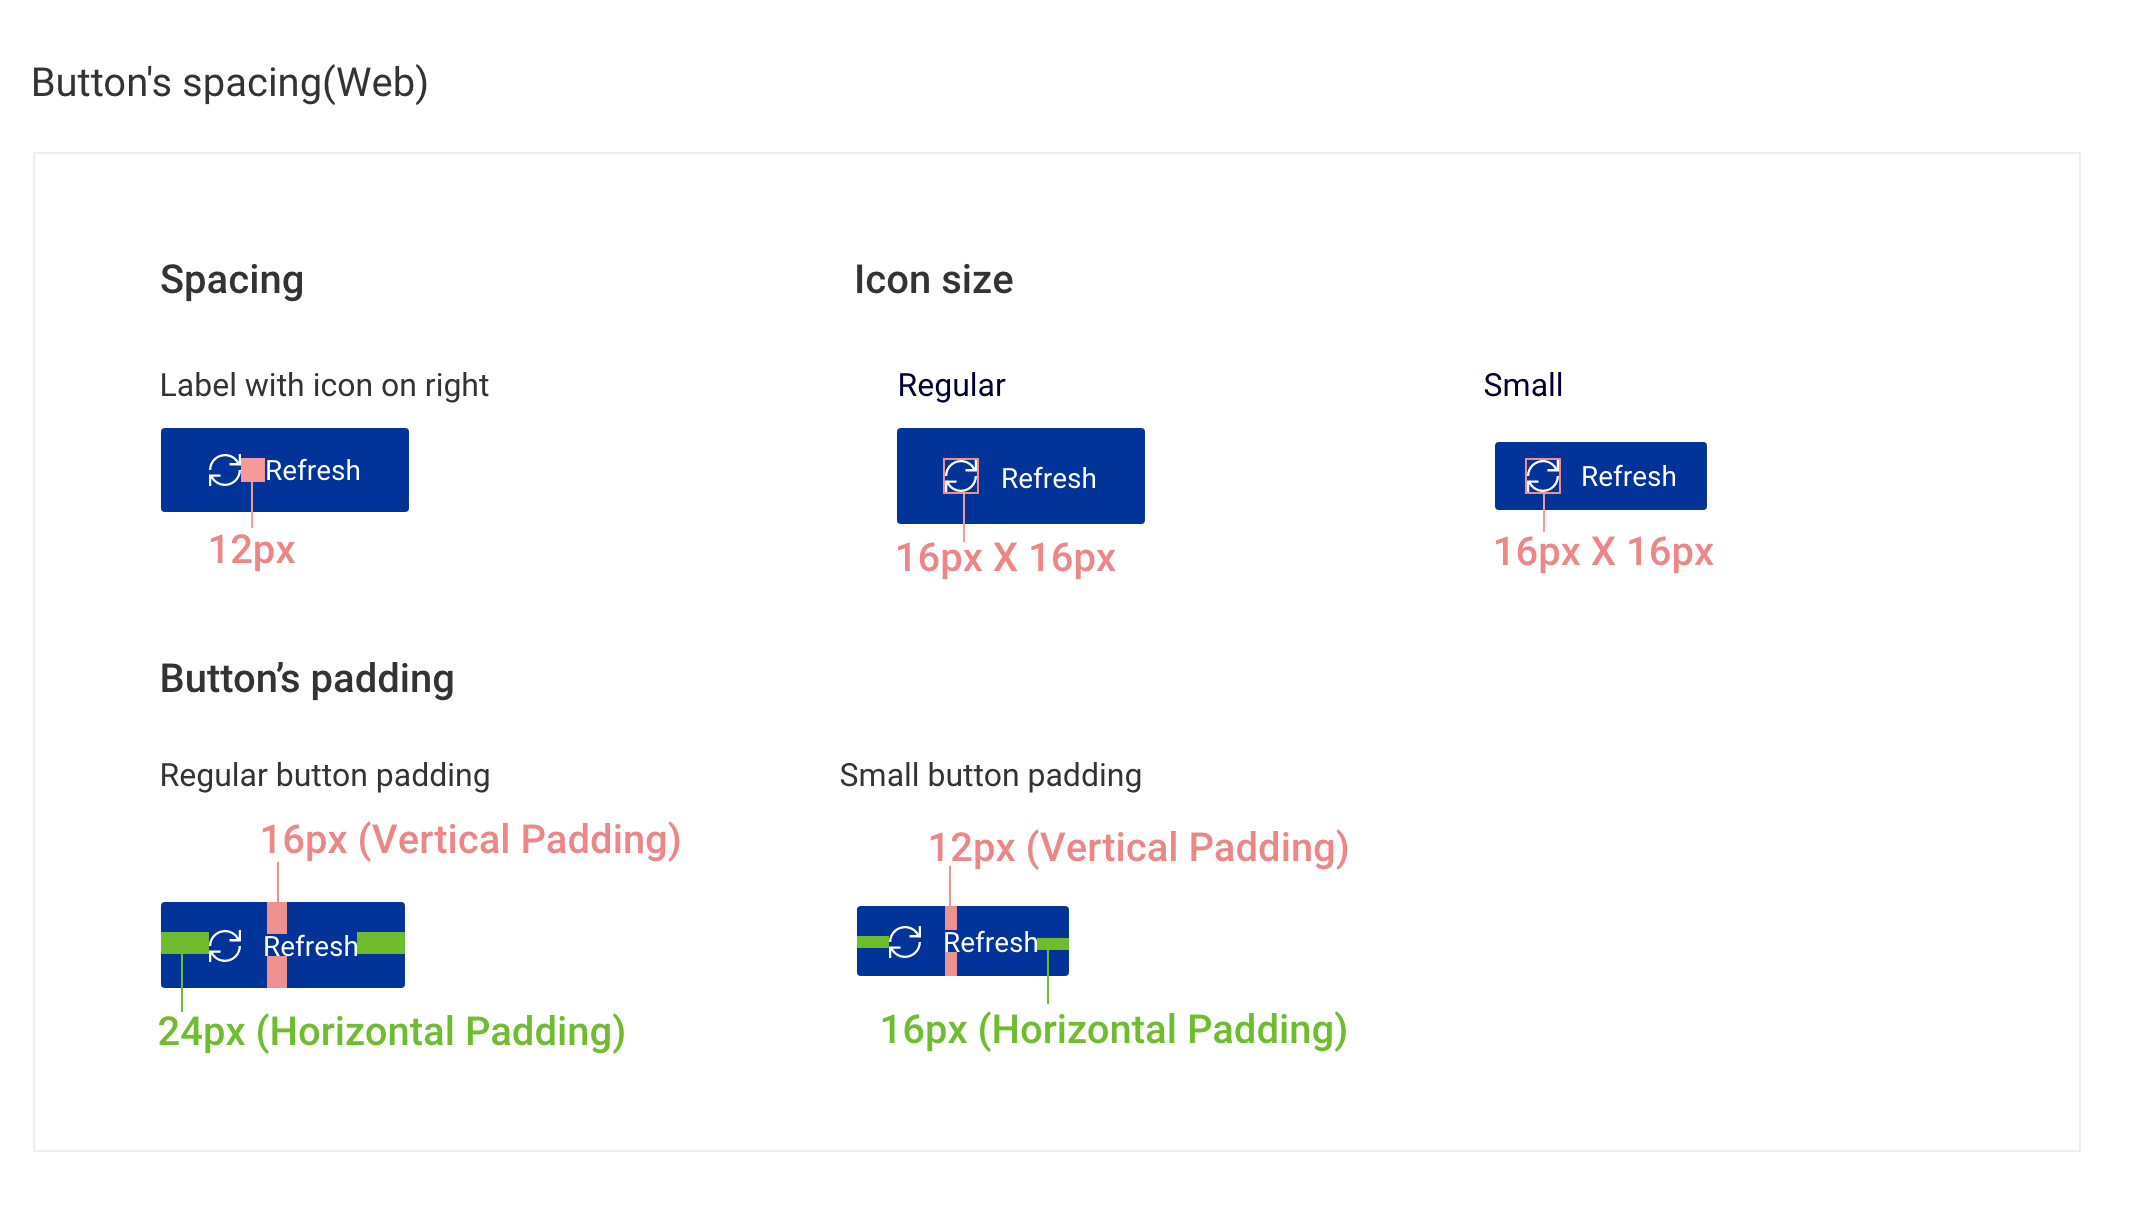 Button's spacing(Web)
Spacing
Icon size
Label with icon on right
Regular
Small
Refresh
Refresh
Refresh
12px
16px X 16px
16px X 16px
Button’s padding
Regular button padding
Small button padding
16px (Vertical Padding)
12px (Vertical Padding)
Refresh
Refresh
24px (Horizontal Padding)
16px (Horizontal Padding)